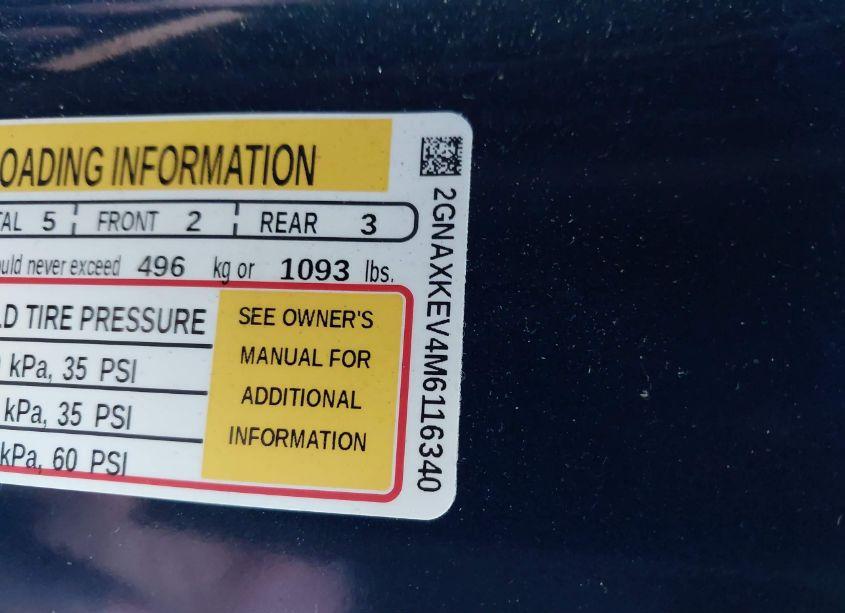 OADING INFORMATION
TAL 5 FRONT 2 REAR 3
uld never exceed 496 kg or 1093 lbs.
LD TIRE PRESSURE
kPa, 35 PSI
kPa, 35 PSI
kPa, 60 PSI
SEE OWNER'S
MANUAL FOR
ADDITIONAL
INFORMATION
2GNAXKEV4M6116340